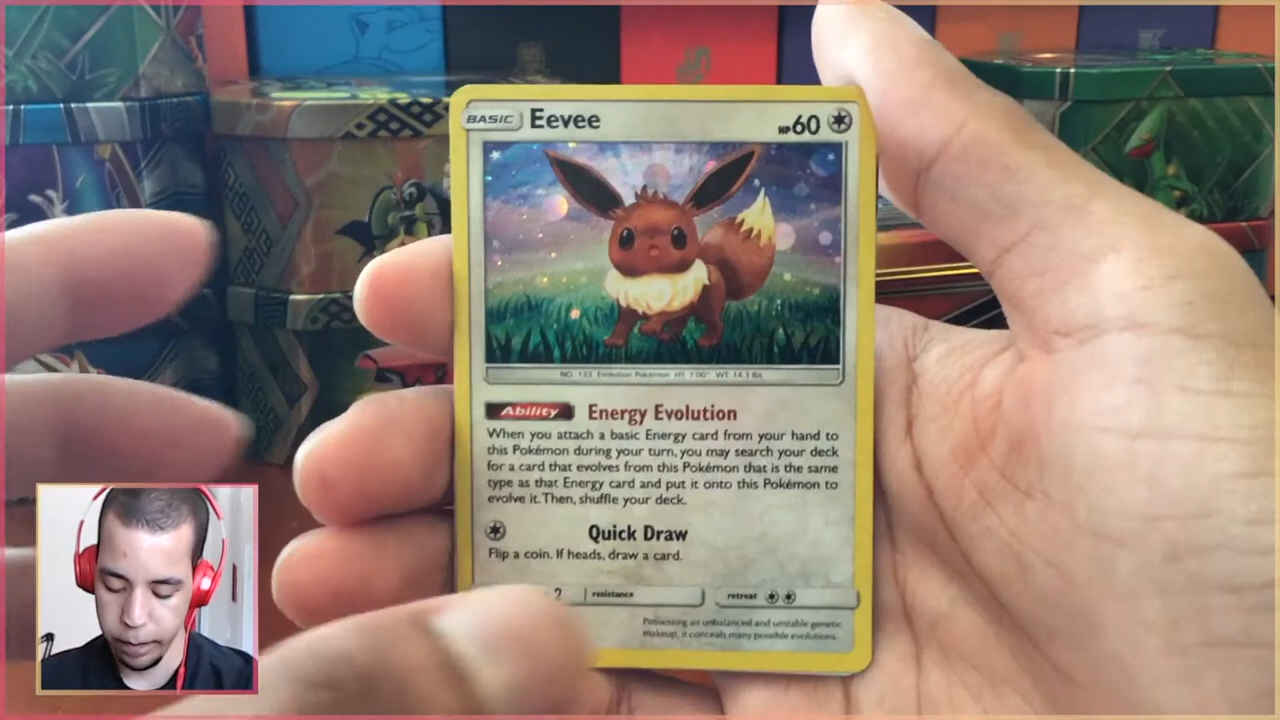 BASIC Eevee HP60
NO. 133 Evolution Pokémon HT: 1'00" WT: 14.3 lbs
Ability Energy Evolution
When you attach a basic Energy card from your hand to
this Pokémon during your turn, you may search your deck
for a card that evolves from this Pokémon that is the same
type as that Energy card and put it onto this Pokémon to
evolve it. Then, shuffle your deck.
Quick Draw
Flip a coin. If heads, draw a card.
2 resistance retreat
Possessing an unbalanced and unstable genetic
makeup, it conceals many possible evolutions.